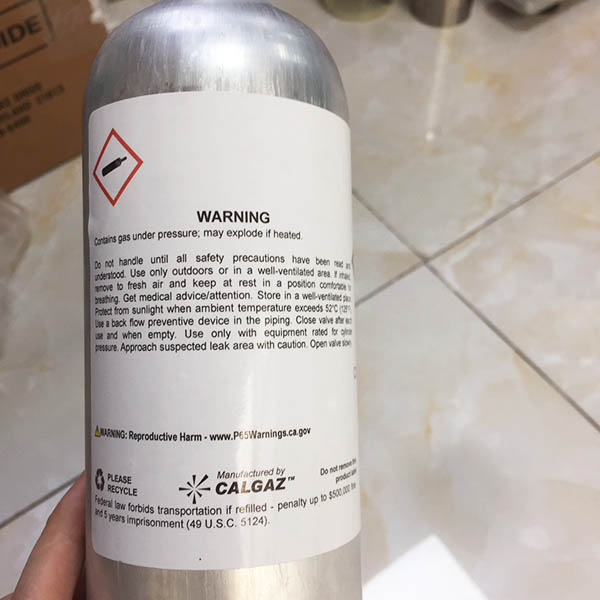 IDE
WARNING
Contains gas under pressure; may explode if heated.
Do not handle until all safety precautions have been read and
understood. Use only outdoors or in a well-ventilated area. If inhaled,
remove to fresh air and keep at rest in a position comfortable for
breathing. Get medical advice/attention. Store in a well-ventilated place.
Protect from sunlight when ambient temperature exceeds 52°C (125°F).
Use a back flow preventive device in the piping. Close valve after each
use and when empty. Use only with equipment rated for cylinder
pressure. Approach suspected leak area with caution. Open valve slowly.
WARNING: Reproductive Harm - www.P65Warnings.ca.gov
PLEASE
RECYCLE
Manufactured by
CALGAZ™
Do not remove this
product label
Federal law forbids transportation if refilled - penalty up to $500,000 fine
and 5 years imprisonment (49 U.S.C. 5124).